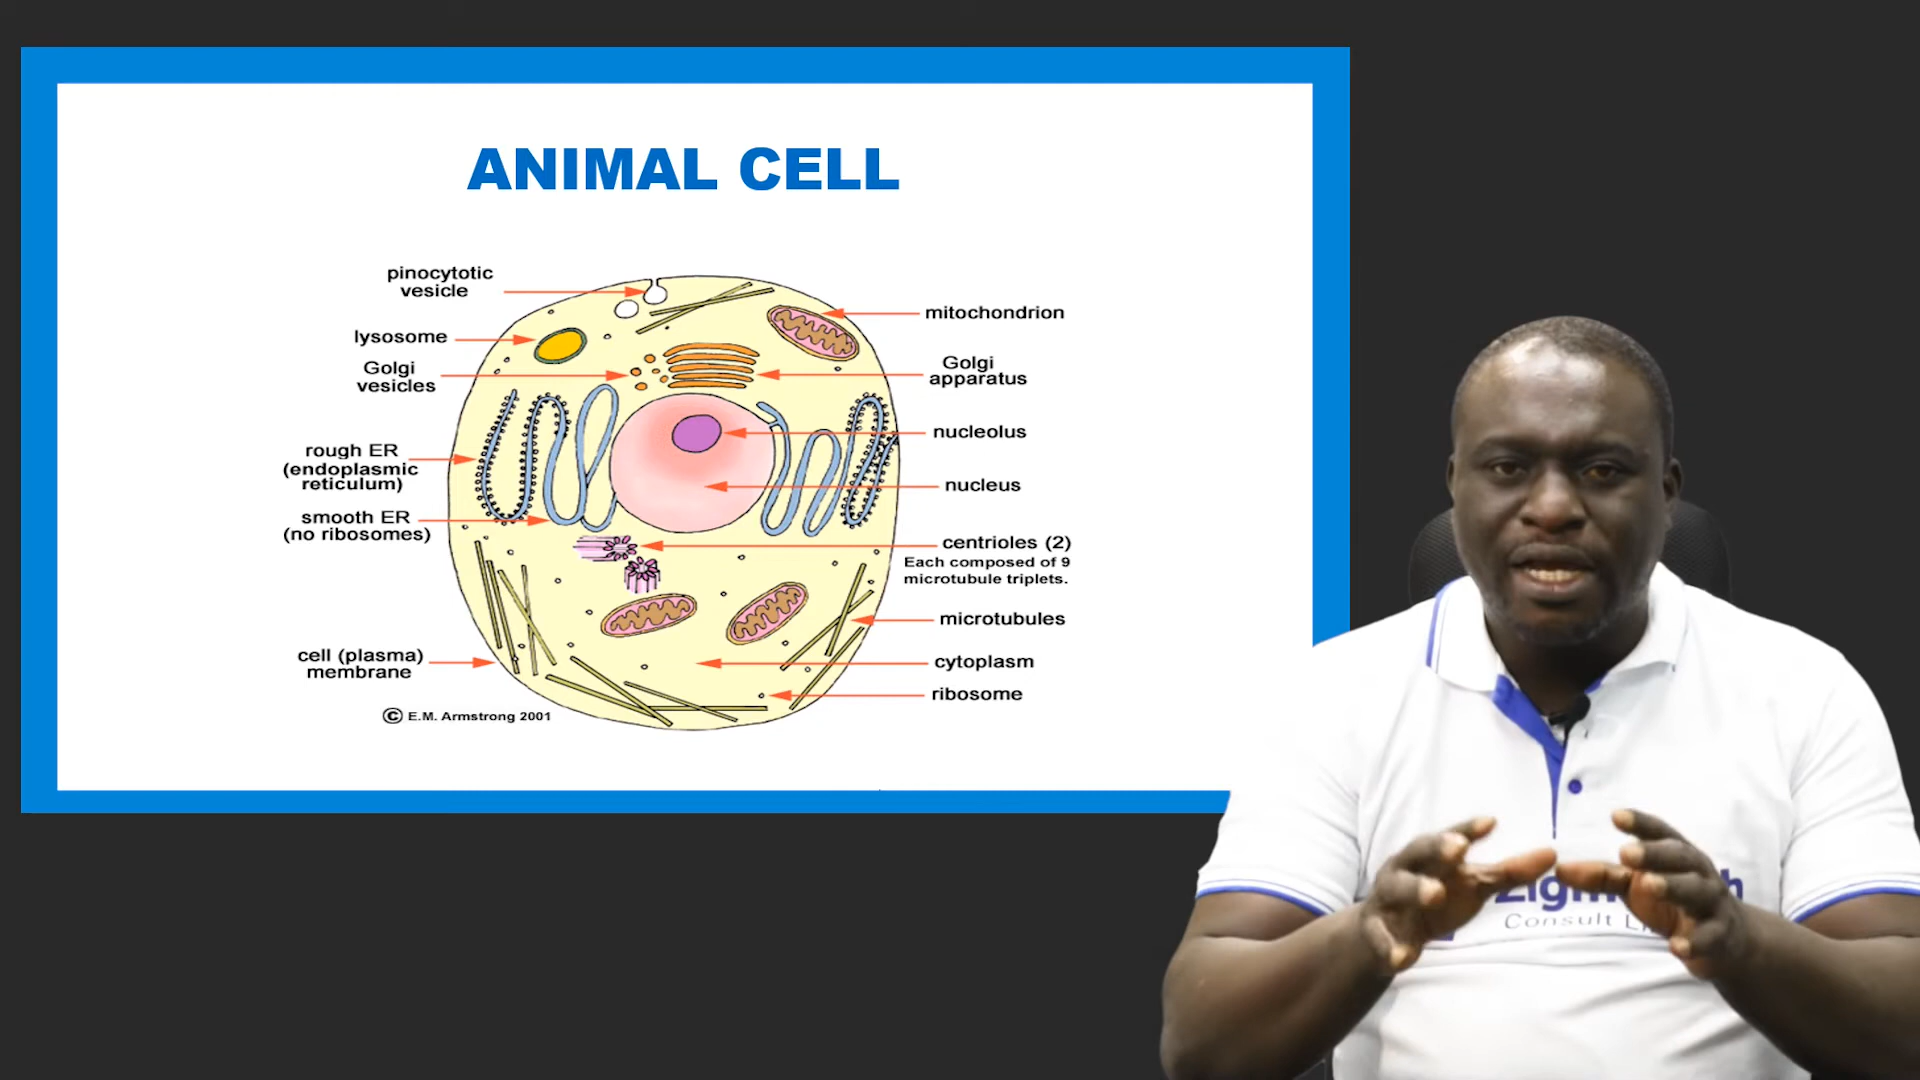 ANIMAL CELL
pinocytotic
vesicle
lysosome
Golgi
vesicles
rough ER
(endoplasmic
reticulum)
smooth ER
(no ribosomes)
cell (plasma)
membrane
© E.M. Armstrong 2001
mitochondrion
Golgi
apparatus
nucleolus
nucleus
centrioles (2)
Each composed of 9
microtubule triplets.
microtubules
cytoplasm
ribosome
Consult